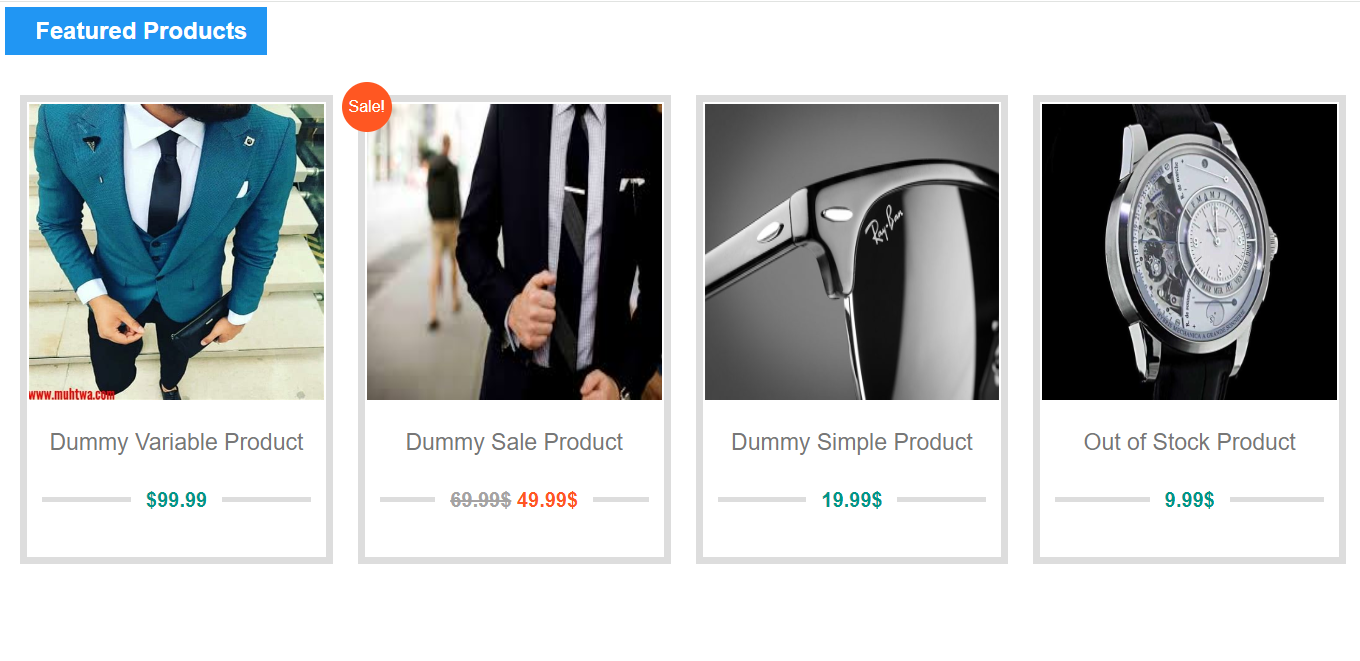 Featured Products
Sale!
Ray-Ban
www.muhtwa.com
Dummy Variable Product
Dummy Sale Product
Dummy Simple Product
Out of Stock Product
$99.99
69.99$ 49.99$
19.99$
9.99$